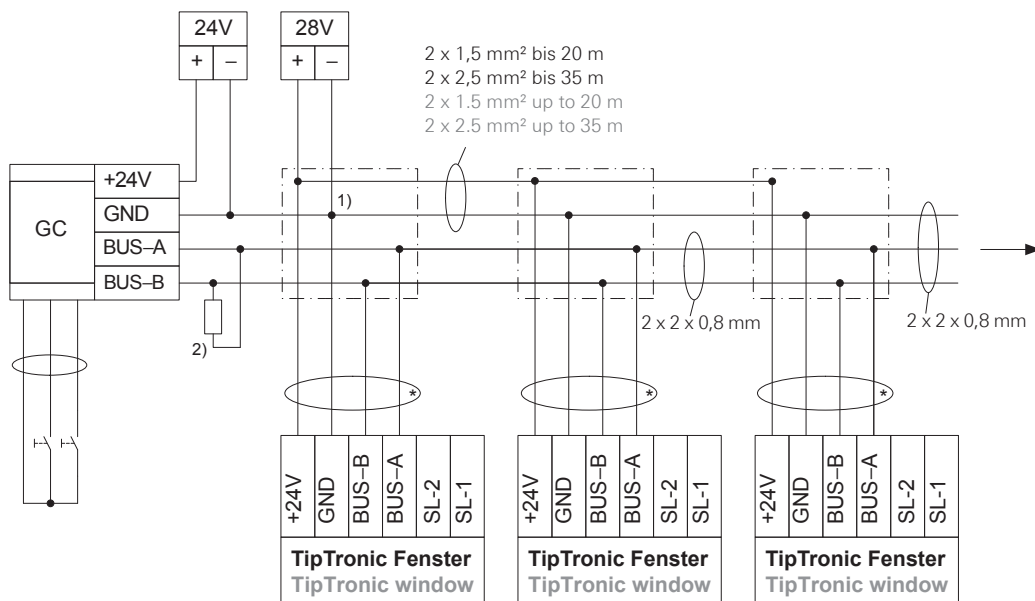 24V
+ –
28V
+ –
2 x 1,5 mm² bis 20 m
2 x 2,5 mm² bis 35 m
2 x 1.5 mm² up to 20 m
2 x 2.5 mm² up to 35 m
GC
+24V
GND
BUS–A
BUS–B
1)
2)
2 x 2 x 0,8 mm
2 x 2 x 0,8 mm
*
*
*
+24V
GND
BUS–B
BUS–A
SL-2
SL-1
TipTronic Fenster
TipTronic window
+24V
GND
BUS–B
BUS–A
SL-2
SL-1
TipTronic Fenster
TipTronic window
+24V
GND
BUS–B
BUS–A
SL-2
SL-1
TipTronic Fenster
TipTronic window